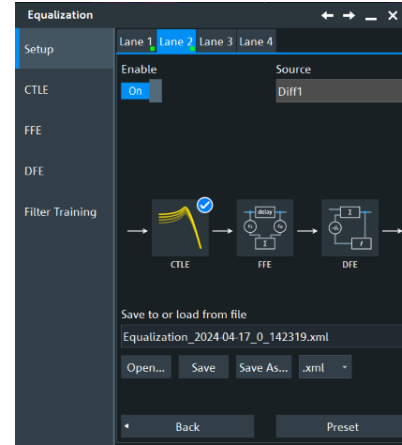 Equalization
Setup
CTLE
FFE
DFE
Filter Training
Lane 1 Lane 2 Lane 3 Lane 4
Enable Source
On Diff1
delay
Σ
Σ
CTLE FFE DFE
Save to or load from file
Equalization_2024-04-17_0_142319.xml
Open... Save Save As... .xml
Back Preset